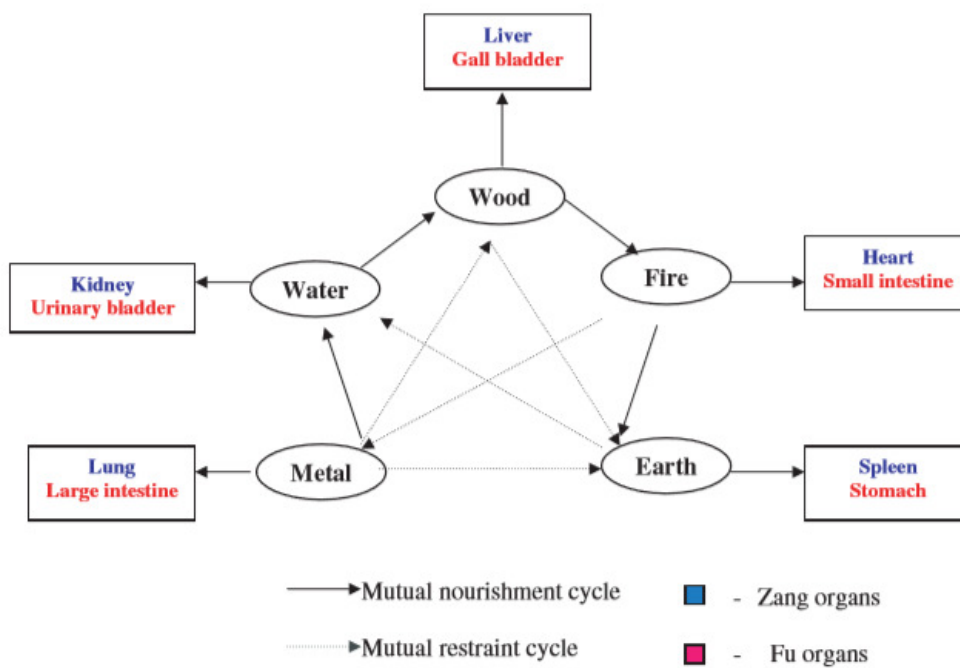 Liver
Gall bladder
Wood
Kidney
Urinary bladder
Water
Fire
Heart
Small intestine
Lung
Large intestine
Metal
Earth
Spleen
Stomach
Mutual nourishment cycle
- Zang organs
Mutual restraint cycle
- Fu organs